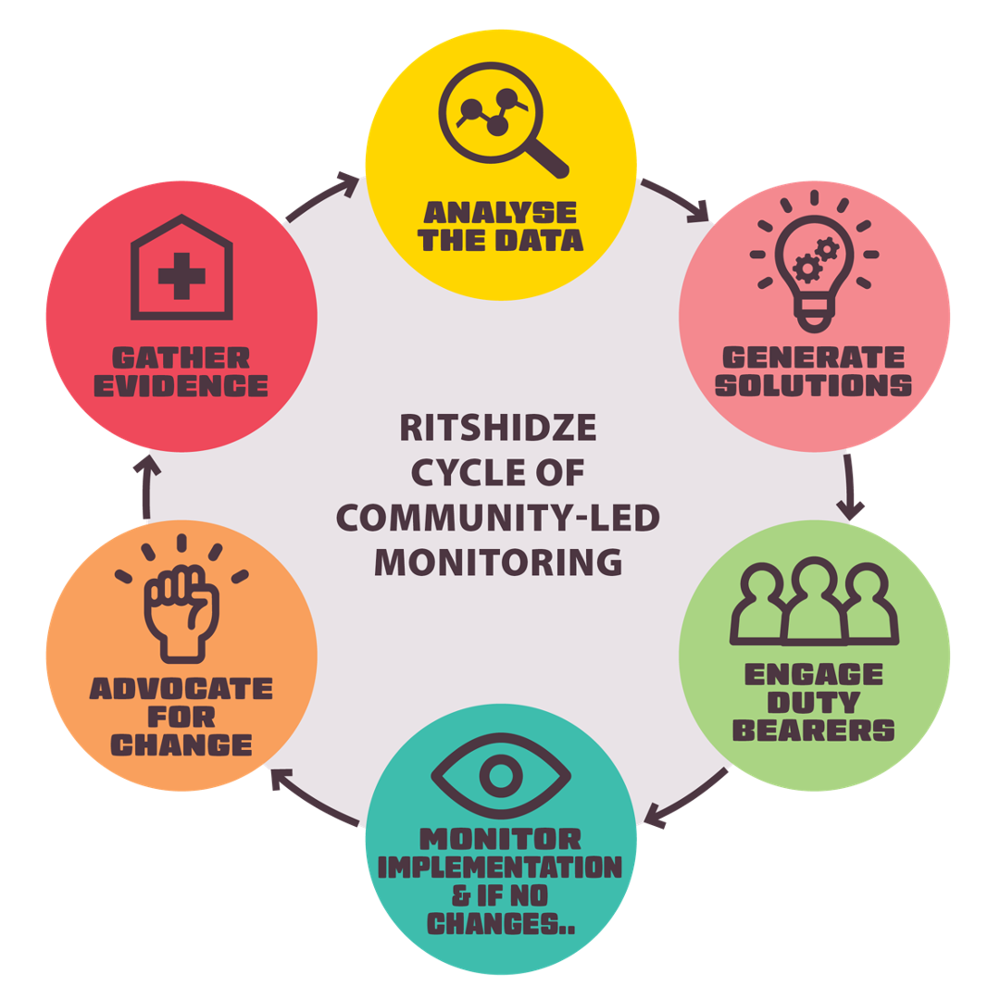 ANALYSE
THE DATA
GENERATE
SOLUTIONS
ENGAGE
DUTY
BEARERS
MONITOR
IMPLEMENTATION
& IF NO
CHANGES..
ADVOCATE
FOR
CHANGE
GATHER
EVIDENCE
RITSHIDZE
CYCLE OF
COMMUNITY-LED
MONITORING